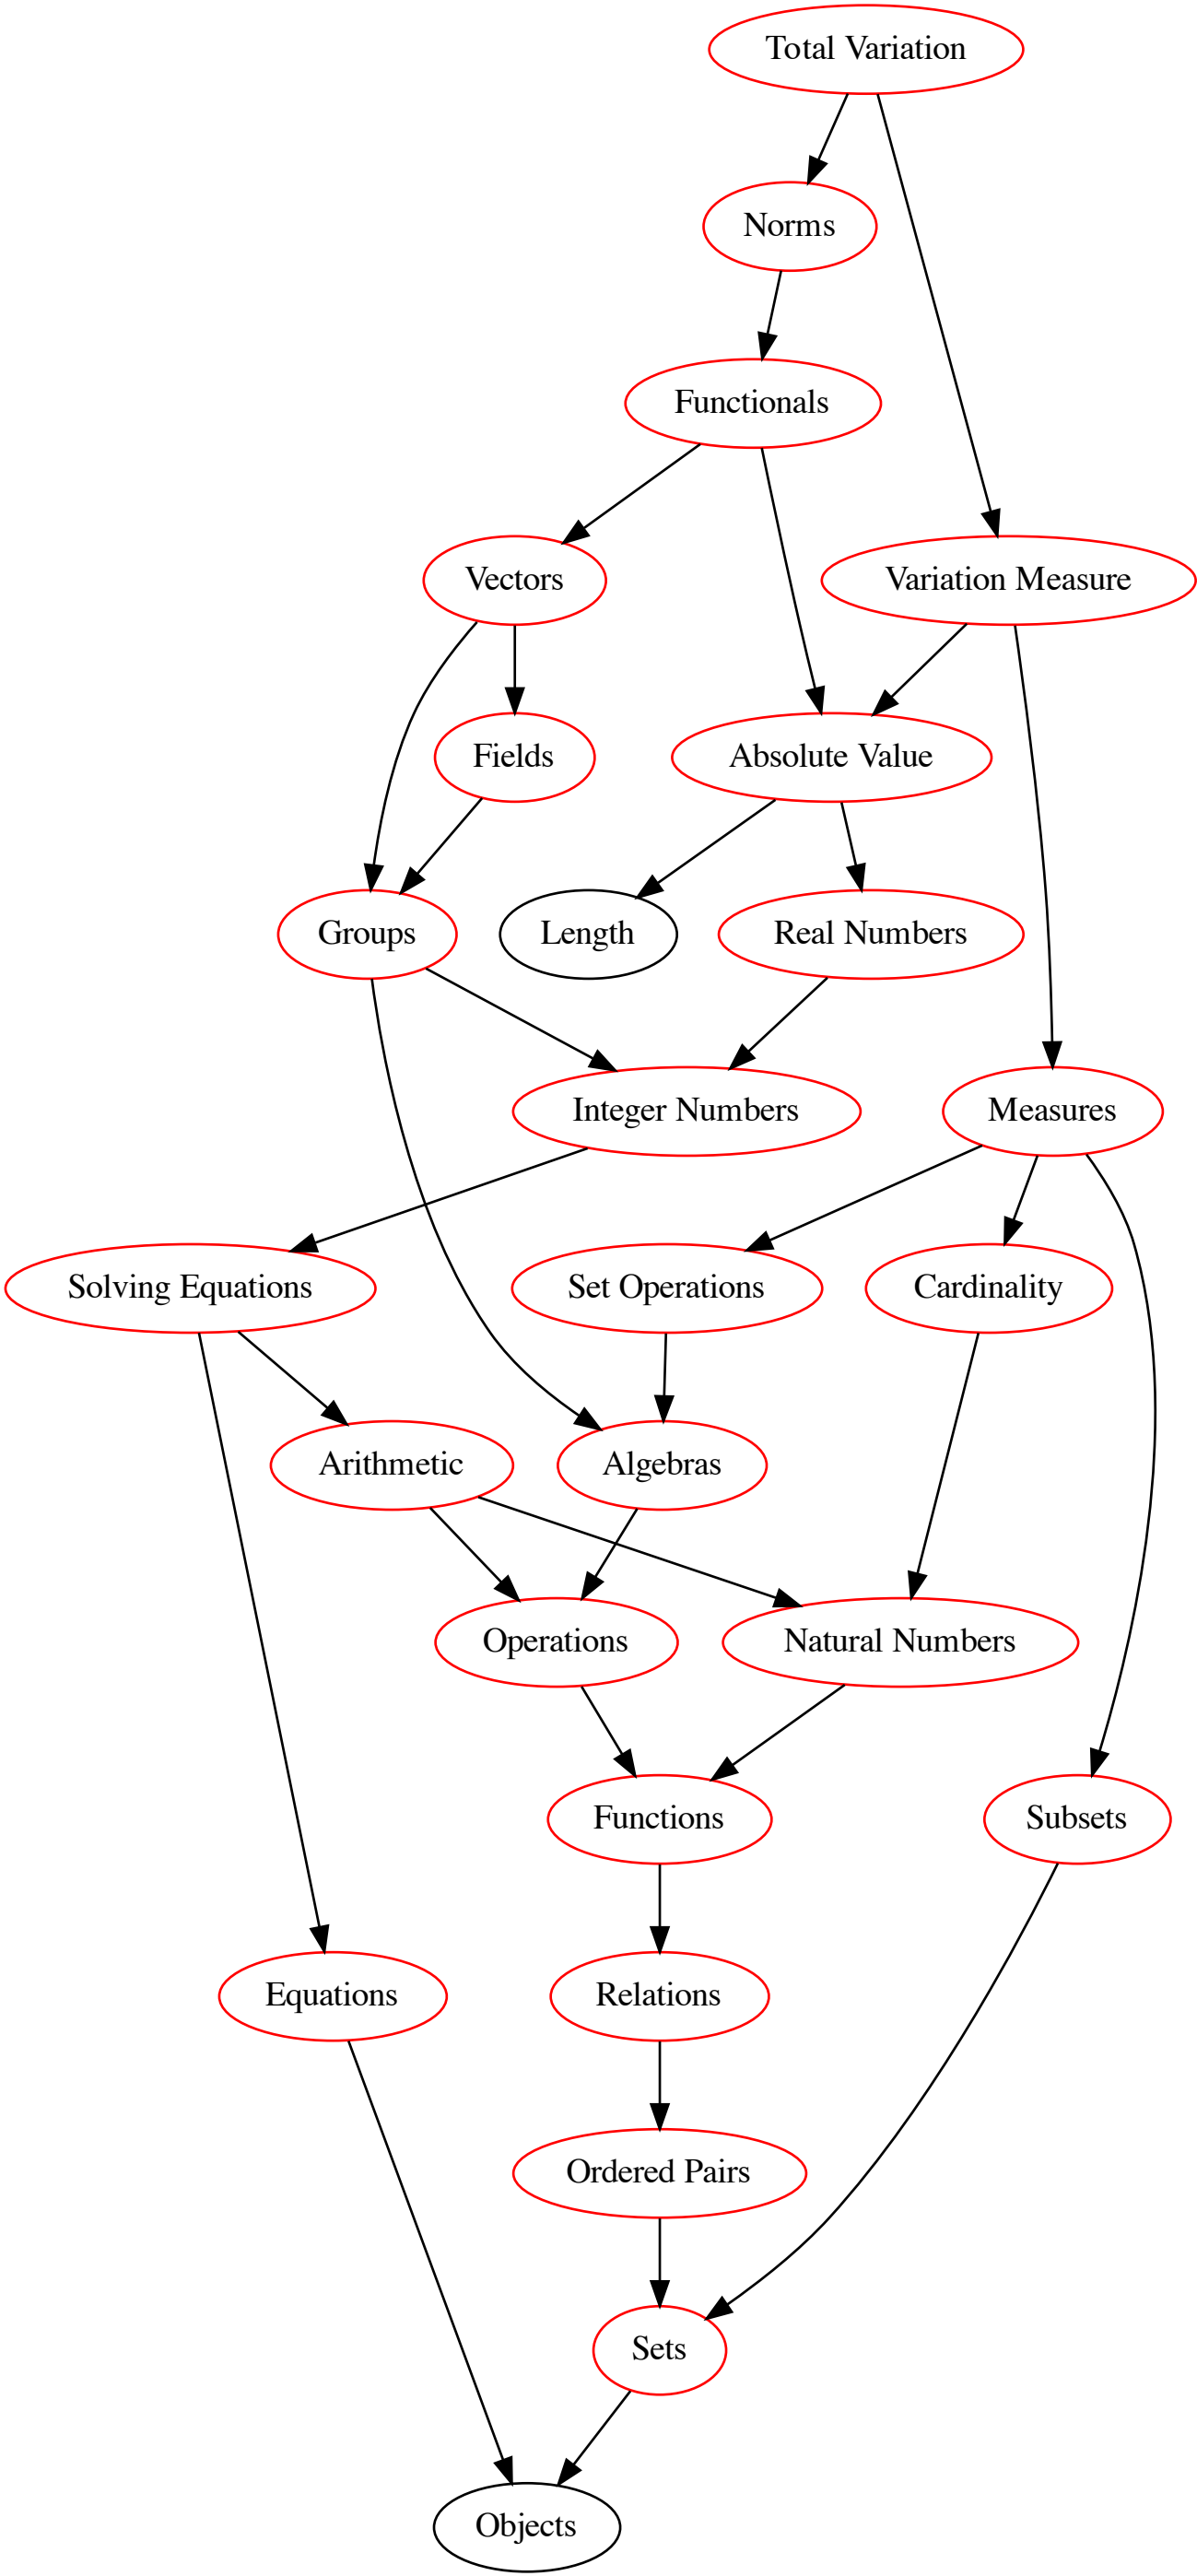 Total Variation
Norms
Functionals
Vectors
Variation Measure
Fields
Absolute Value
Groups
Length
Real Numbers
Integer Numbers
Measures
Solving Equations
Set Operations
Cardinality
Arithmetic
Algebras
Operations
Natural Numbers
Functions
Subsets
Equations
Relations
Ordered Pairs
Sets
Objects